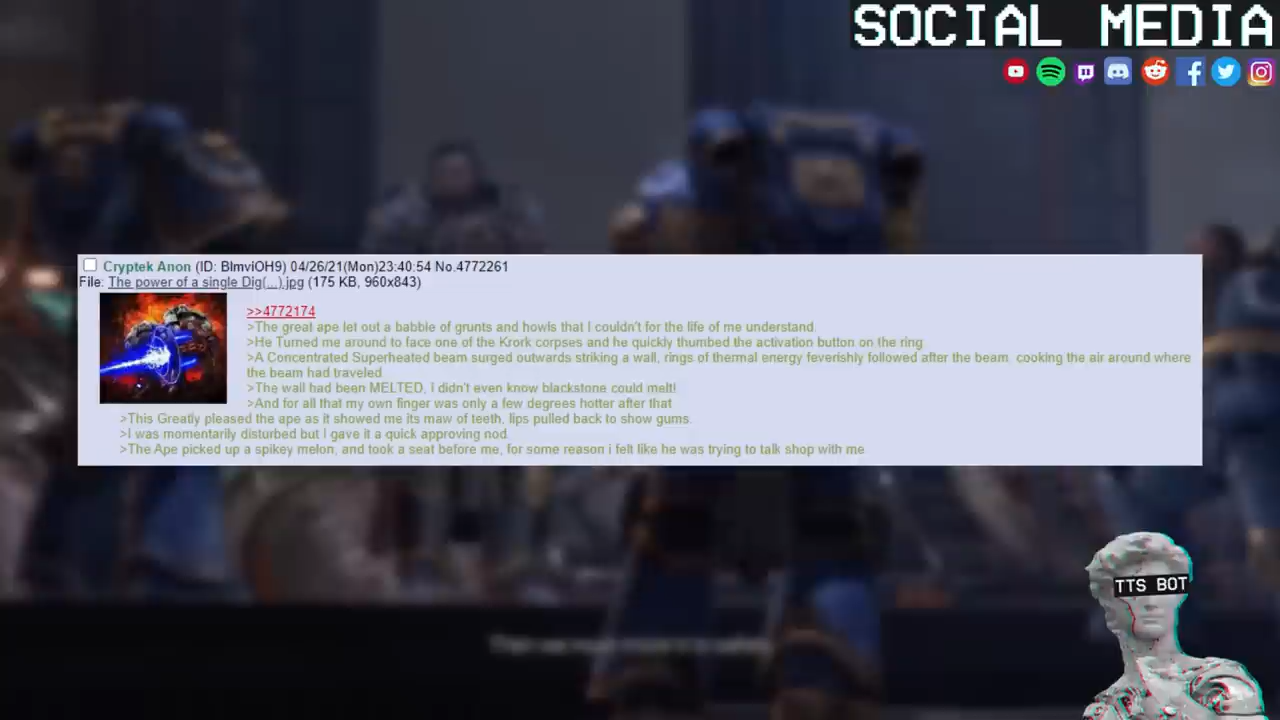 SOCIAL MEDIA
Cryptek Anon (ID: BlmviOH9) 04/26/21(Mon)23:40:54 No.4772261
File: The power of a single Dig(...).jpg (175 KB, 960x843)
>>4772174
>The great ape let out a babble of grunts and howls that I couldn't for the life of me understand.
>He Turned me around to face one of the Krork corpses and he quickly thumbed the activation button on the ring
>A Concentrated Superheated beam surged outwards striking a wall, rings of thermal energy feverishly followed after the beam. cooking the air around where
the beam had traveled
>The wall had been MELTED, I didn't even know blackstone could melt!
>And for all that my own finger was only a few degrees hotter after that
>This Greatly pleased the ape as it showed me its maw of teeth, lips pulled back to show gums.
>I was momentarily disturbed but I gave it a quick approving nod.
>The Ape picked up a spikey melon, and took a seat before me, for some reason i felt like he was trying to talk shop with me
TTS BOT